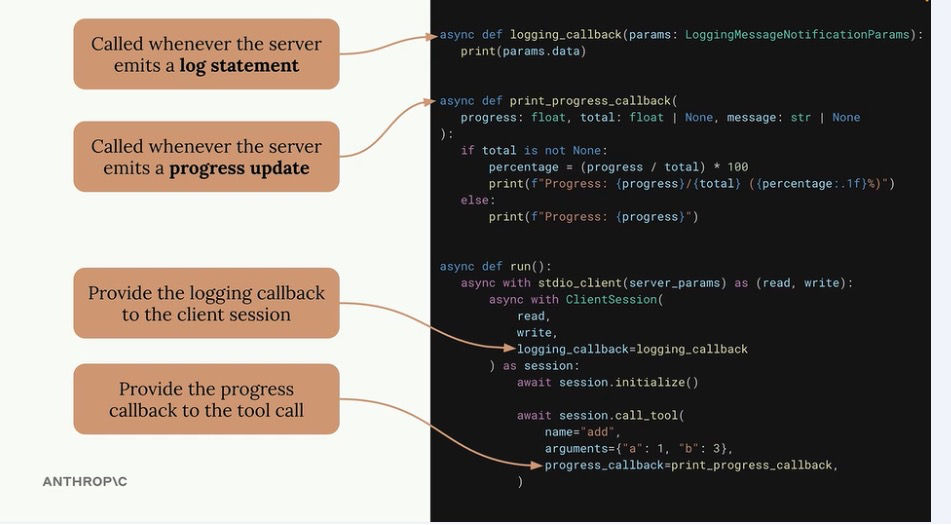 Called whenever the server
emits a log statement
Called whenever the server
emits a progress update
Provide the logging callback
to the client session
Provide the progress
callback to the tool call
ANTHROP\C
async def logging_callback(params: LoggingMessageNotificationParams):
    print(params.data)
async def print_progress_callback(
    progress: float, total: float | None, message: str | None
):
    if total is not None:
        percentage = (progress / total) * 100
        print(f"Progress: {progress}/{total} ({percentage:.1f}%)")
    else:
        print(f"Progress: {progress}")
async def run():
    async with stdio_client(server_params) as (read, write):
        async with ClientSession(
            read,
            write,
            logging_callback=logging_callback
        ) as session:
            await session.initialize()
            await session.call_tool(
                name="add",
                arguments={"a": 1, "b": 3},
                progress_callback=print_progress_callback,
            )